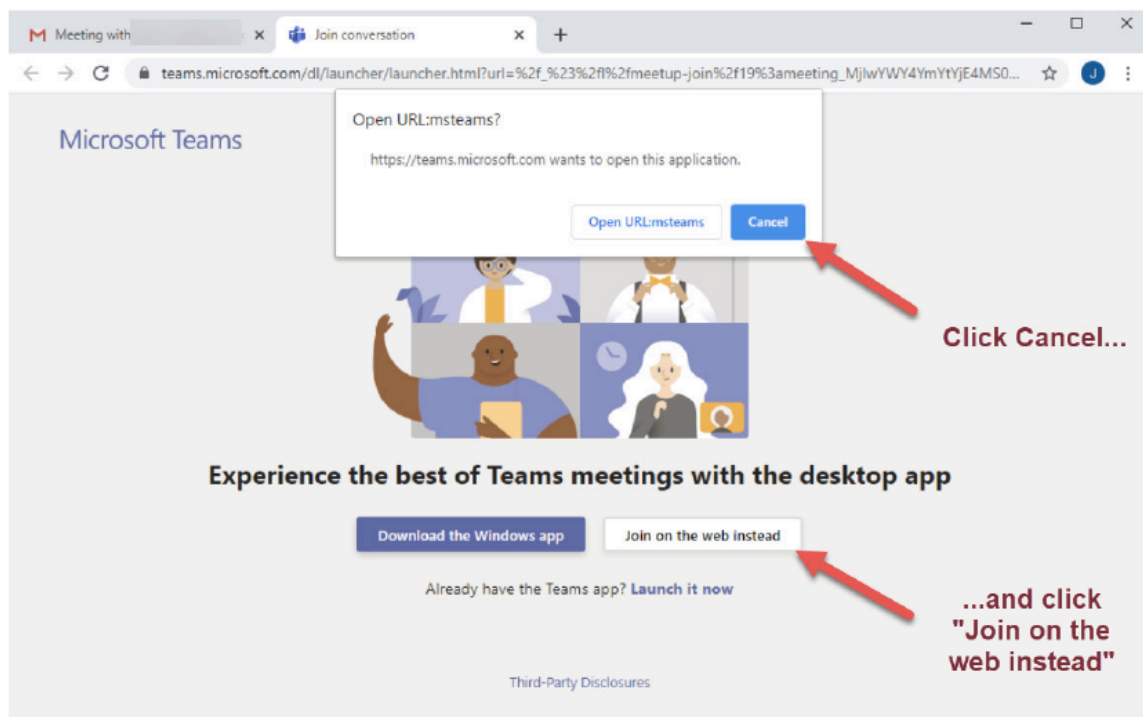 Meeting with
Join conversation
teams.microsoft.com/dl/launcher/launcher.html?url=%2f_%23%2fl%2fmeetup-join%2f19%3ameeting_MjIwYWY4YmYtYjE4MS0...
J
Microsoft Teams
Open URL:msteams?
https://teams.microsoft.com wants to open this application.
Open URL:msteams
Cancel
Click Cancel...
Experience the best of Teams meetings with the desktop app
Download the Windows app
Join on the web instead
Already have the Teams app? Launch it now
...and click
"Join on the
web instead"
Third-Party Disclosures